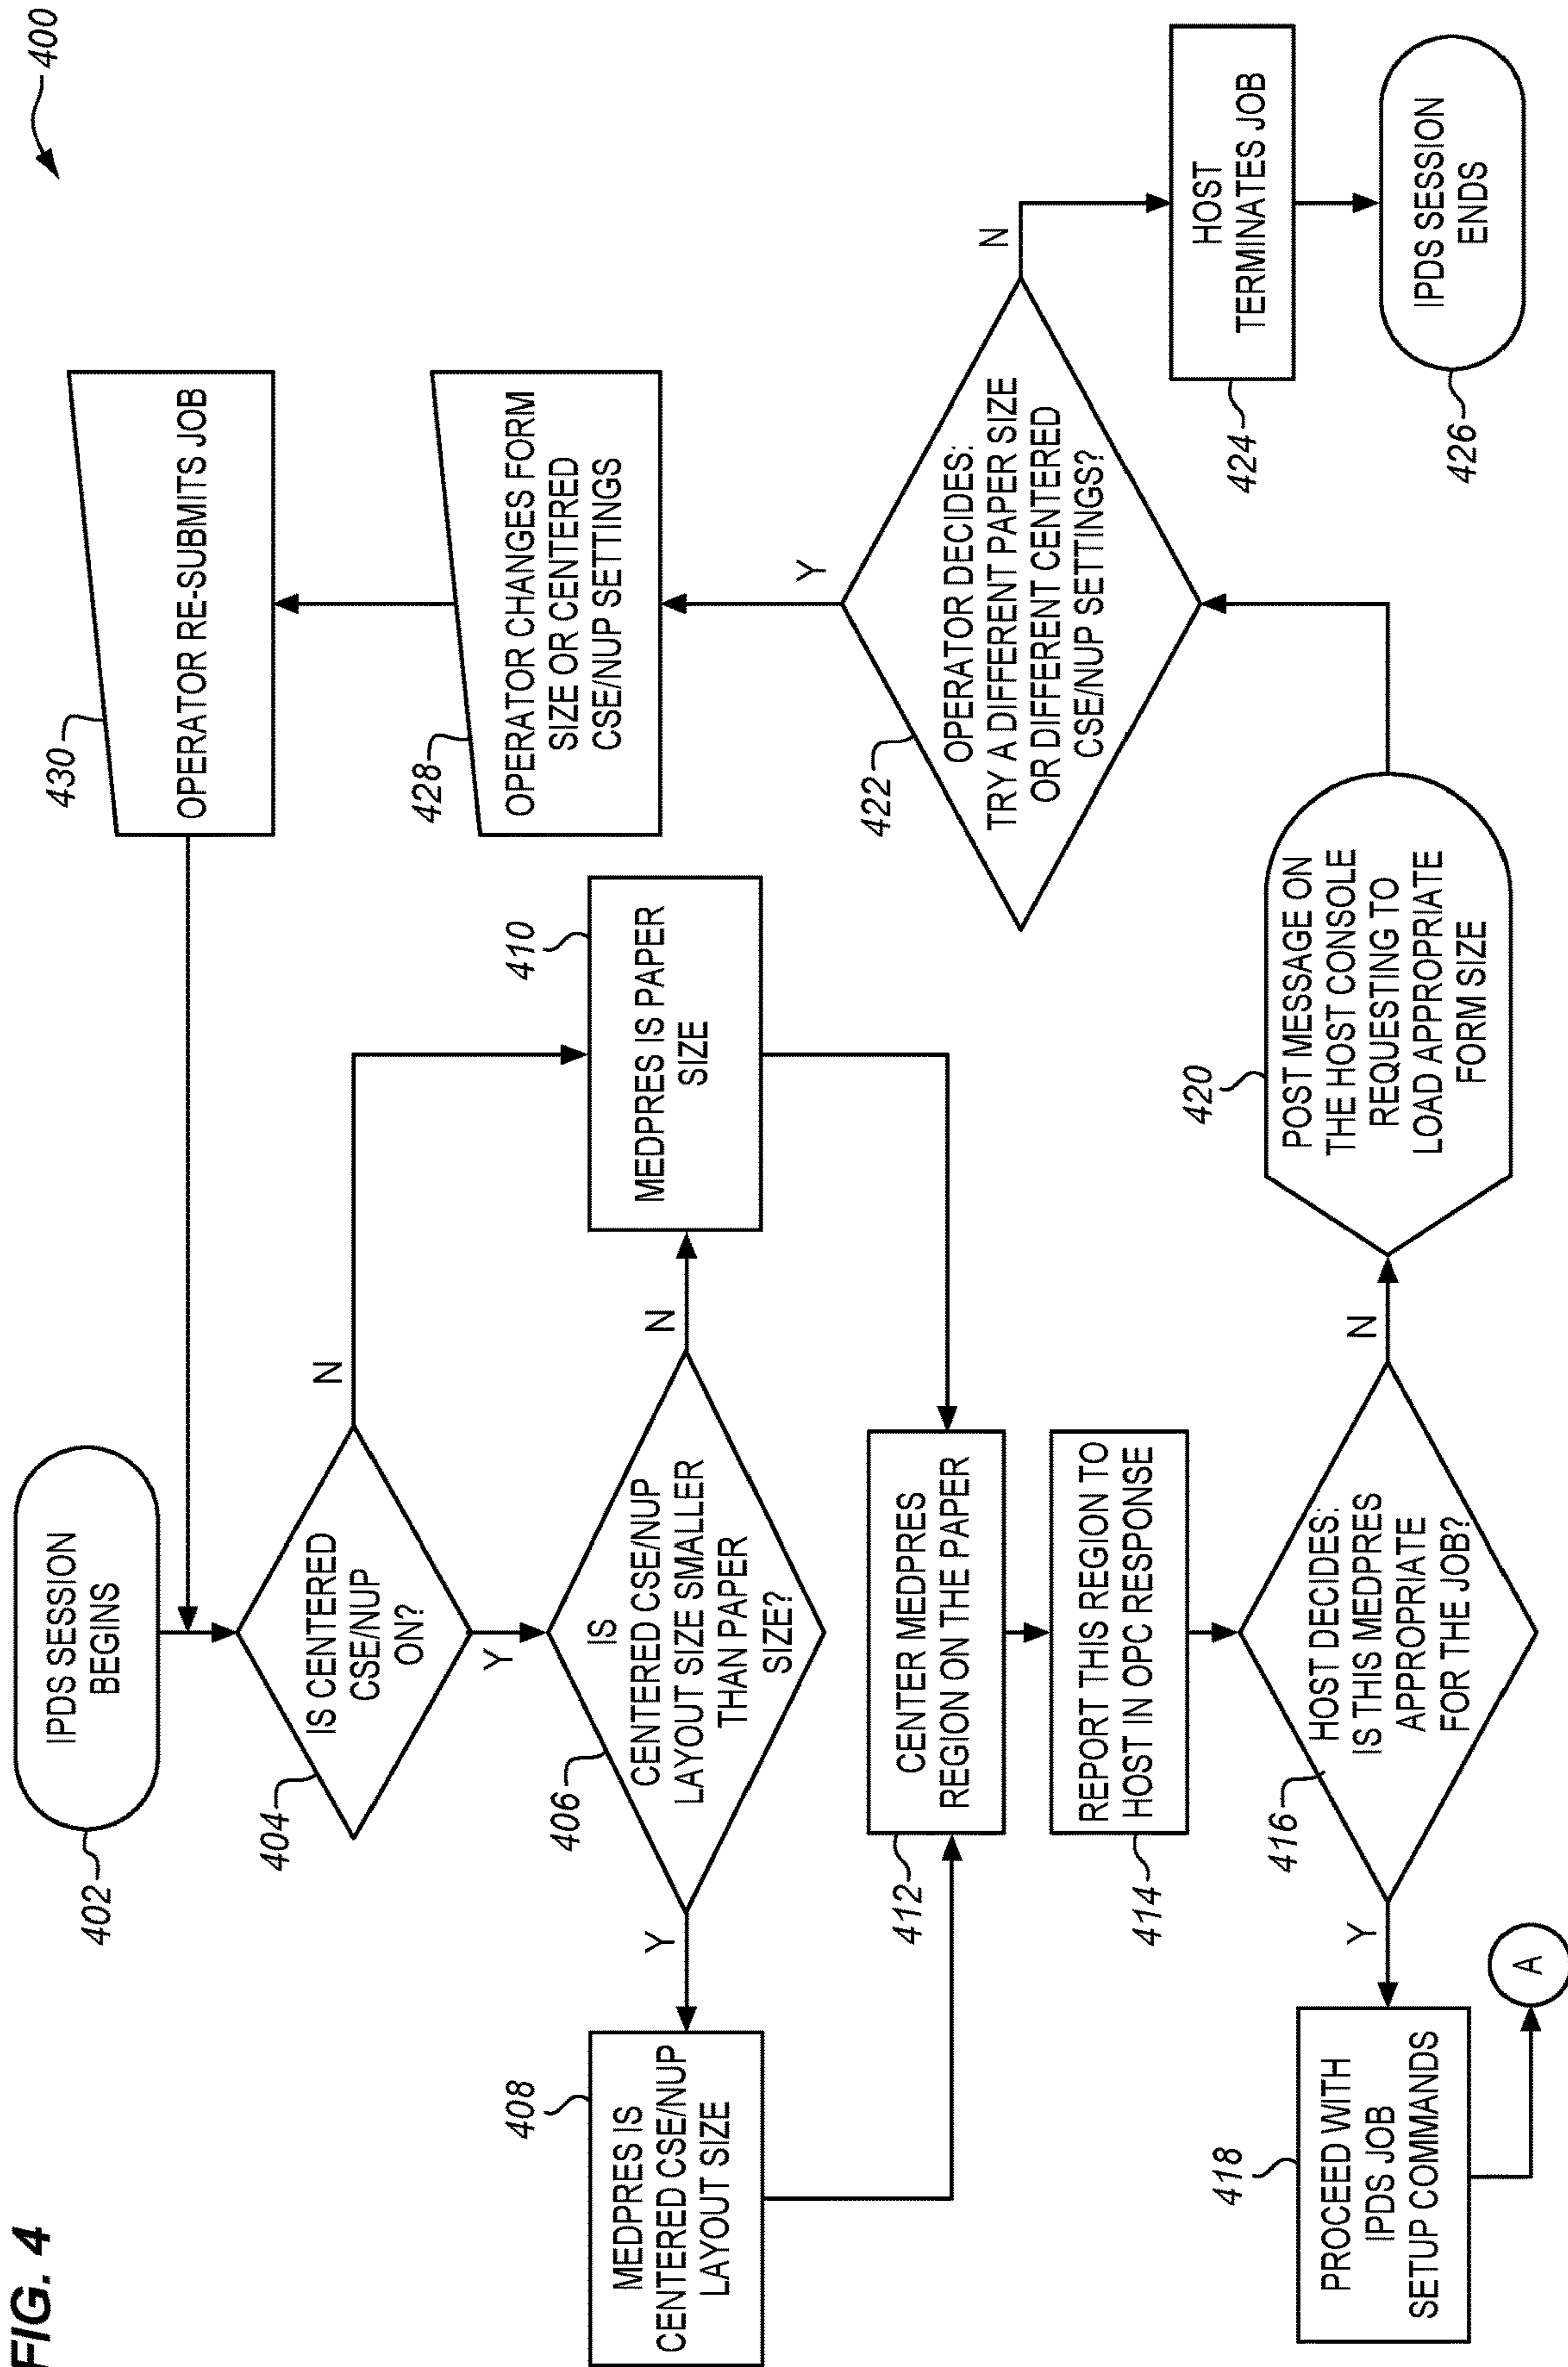 FIG. 4
400
IPDS SESSION
BEGINS
402
IS CENTERED
CSE/NUP
ON?
404
N
Y
IS
CENTERED CSE/NUP
LAYOUT SIZE SMALLER
THAN PAPER
SIZE?
406
Y
N
MEDPRES IS
CENTERED CSE/NUP
LAYOUT SIZE
408
MEDPRES IS PAPER
SIZE
410
CENTER MEDPRES
REGION ON THE PAPER
412
REPORT THIS REGION TO
HOST IN OPC RESPONSE
414
HOST DECIDES:
IS THIS MEDPRES
APPROPRIATE
FOR THE JOB?
416
Y
N
PROCEED WITH
IPDS JOB
SETUP COMMANDS
418
A
POST MESSAGE ON
THE HOST CONSOLE
REQUESTING TO
LOAD APPROPRIATE
FORM SIZE
420
OPERATOR DECIDES:
TRY A DIFFERENT PAPER SIZE
OR DIFFERENT CENTERED
CSE/NUP SETTINGS?
422
Y
N
HOST
TERMINATES JOB
424
IPDS SESSION
ENDS
426
OPERATOR CHANGES FORM
SIZE OR CENTERED
CSE/NUP SETTINGS
428
OPERATOR RE-SUBMITS JOB
430